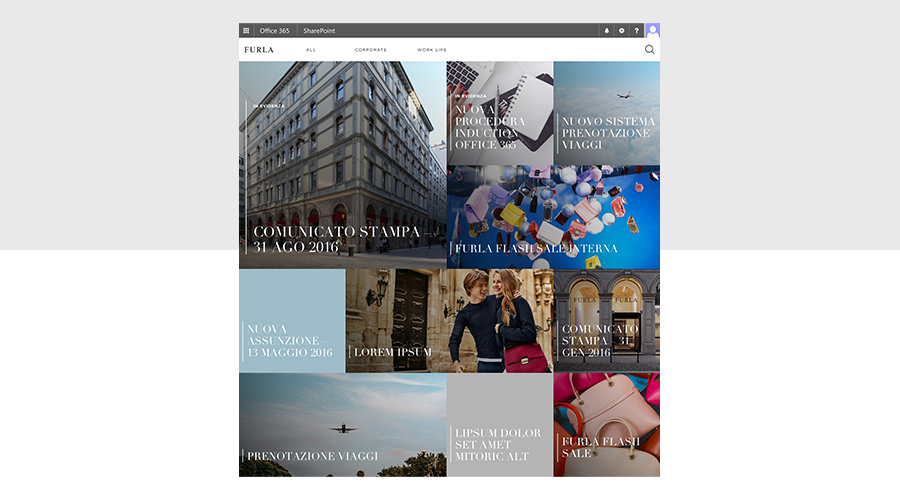 Office 365 SharePoint ?
FURLA ALL CORPORATE WORK LIFE
IN EVIDENZA
COMUNICATO STAMPA –
31 AGO 2016
IN EVIDENZA
NUOVA
PROCEDURA
INDUCTION
OFFICE 365
NUOVO SISTEMA
PRENOTAZIONE
VIAGGI
FURLA FLASH SALE INTERNA
NUOVA
ASSUNZIONE –
13 MAGGIO 2016
LOREM IPSUM
FURLA FURLA
COMUNICATO
STAMPA – 31
GEN 2016
PRENOTAZIONE VIAGGI
LIPSUM DOLOR
SET AMET
MITORIC ALT
FURLA FLASH
SALE